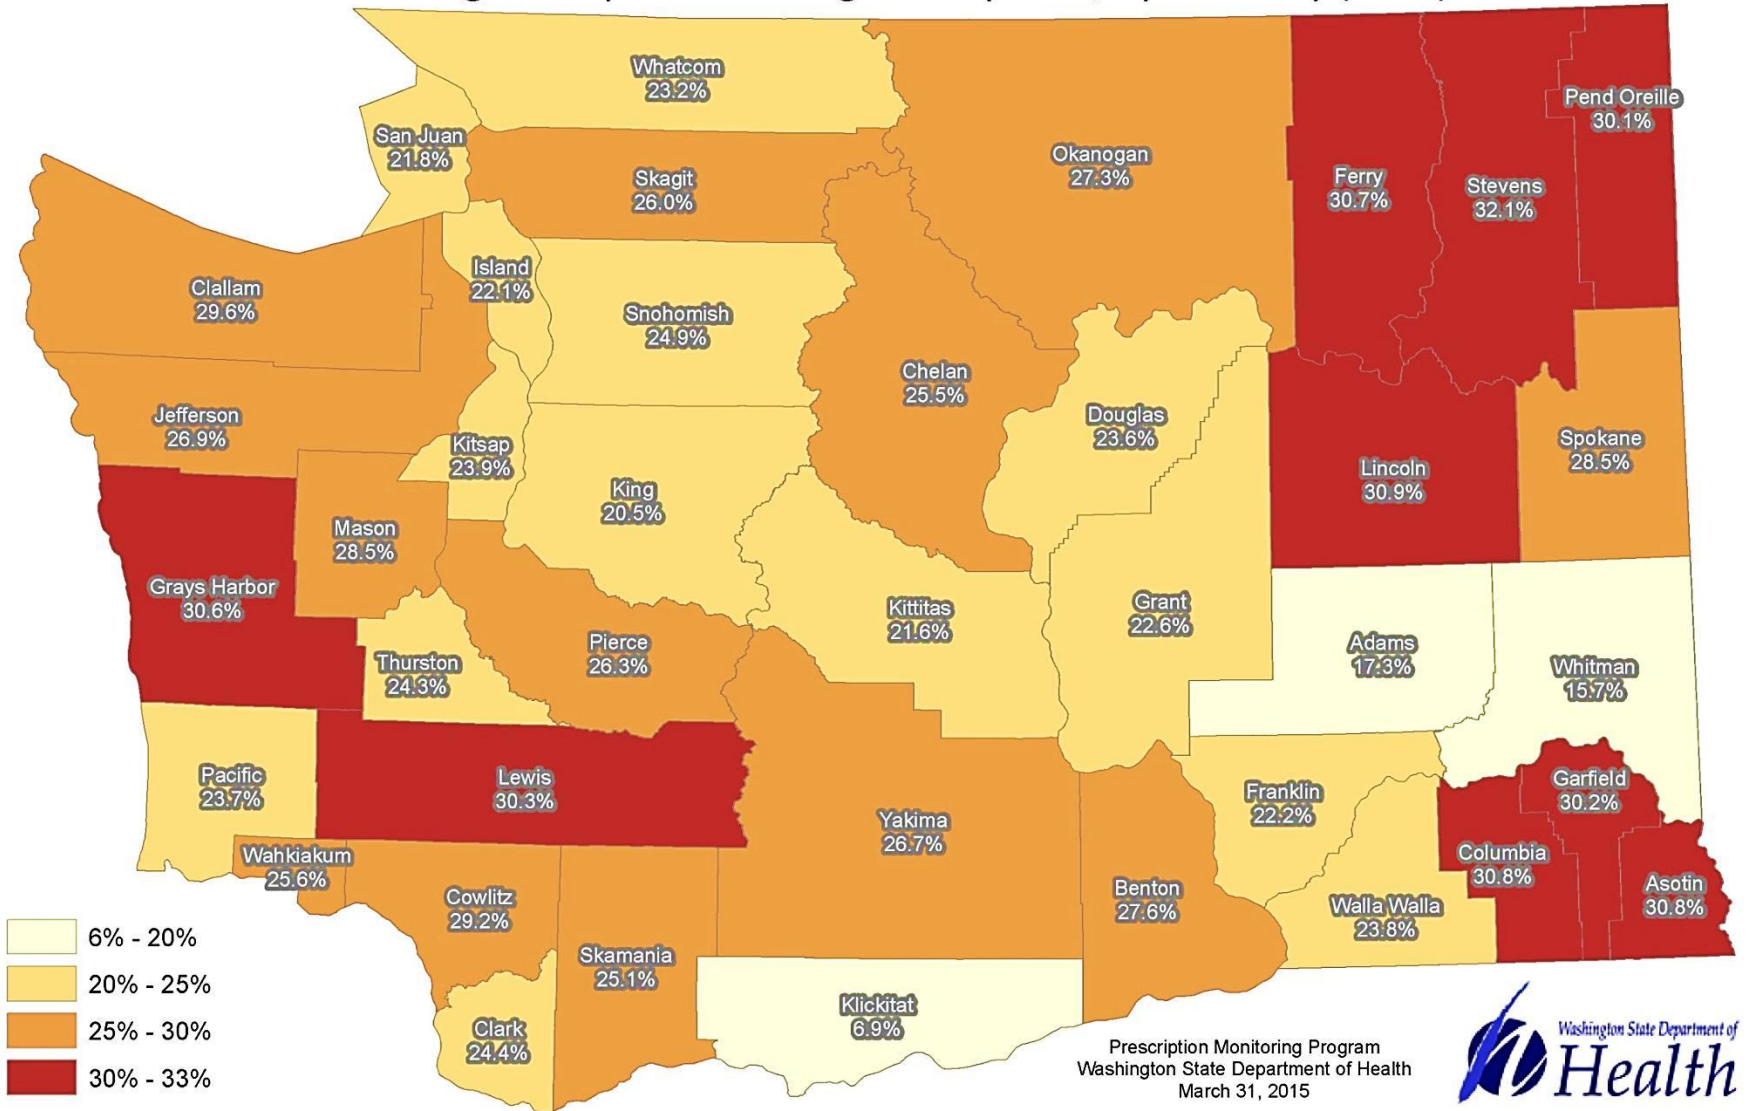 Whatcom
23.2%
San Juan
21.8%
Skagit
26.0%
Okanogan
27.3%
Ferry
30.7%
Stevens
32.1%
Pend Oreille
30.1%
Clallam
29.6%
Island
22.1%
Snohomish
24.9%
Chelan
25.5%
Jefferson
26.9%
Kitsap
23.9%
Douglas
23.6%
Spokane
28.5%
Lincoln
30.9%
King
20.5%
Mason
28.5%
Grays Harbor
30.6%
Kittitas
21.6%
Grant
22.6%
Adams
17.3%
Whitman
15.7%
Thurston
24.3%
Pierce
26.3%
Pacific
23.7%
Lewis
30.3%
Yakima
26.7%
Franklin
22.2%
Garfield
30.2%
Columbia
30.8%
Asotin
30.8%
Wahkiakum
25.6%
Cowlitz
29.2%
Benton
27.6%
Walla Walla
23.8%
Skamania
25.1%
Klickitat
6.9%
Clark
24.4%
6% - 20%
20% - 25%
25% - 30%
30% - 33%
Prescription Monitoring Program
Washington State Department of Health
March 31, 2015
Washington State Department of
Health